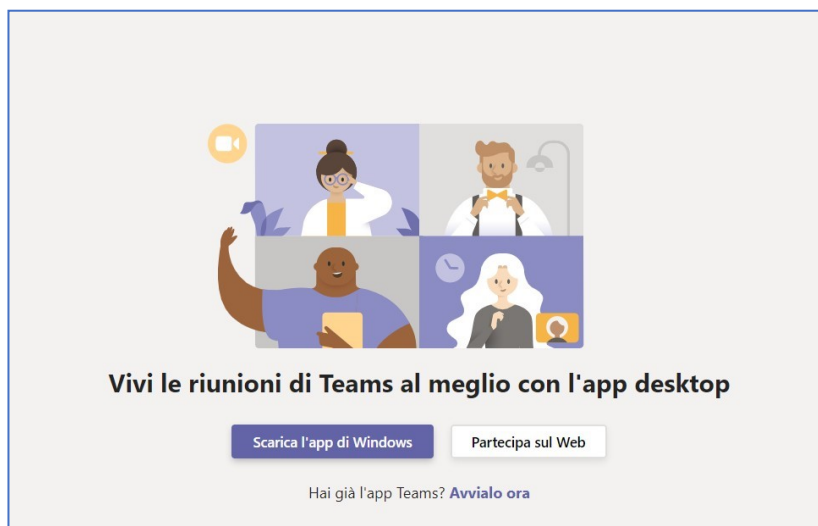 Vivi le riunioni di Teams al meglio con l'app desktop
Scarica l'app di Windows
Partecipa sul Web
Hai già l'app Teams? Avvialo ora